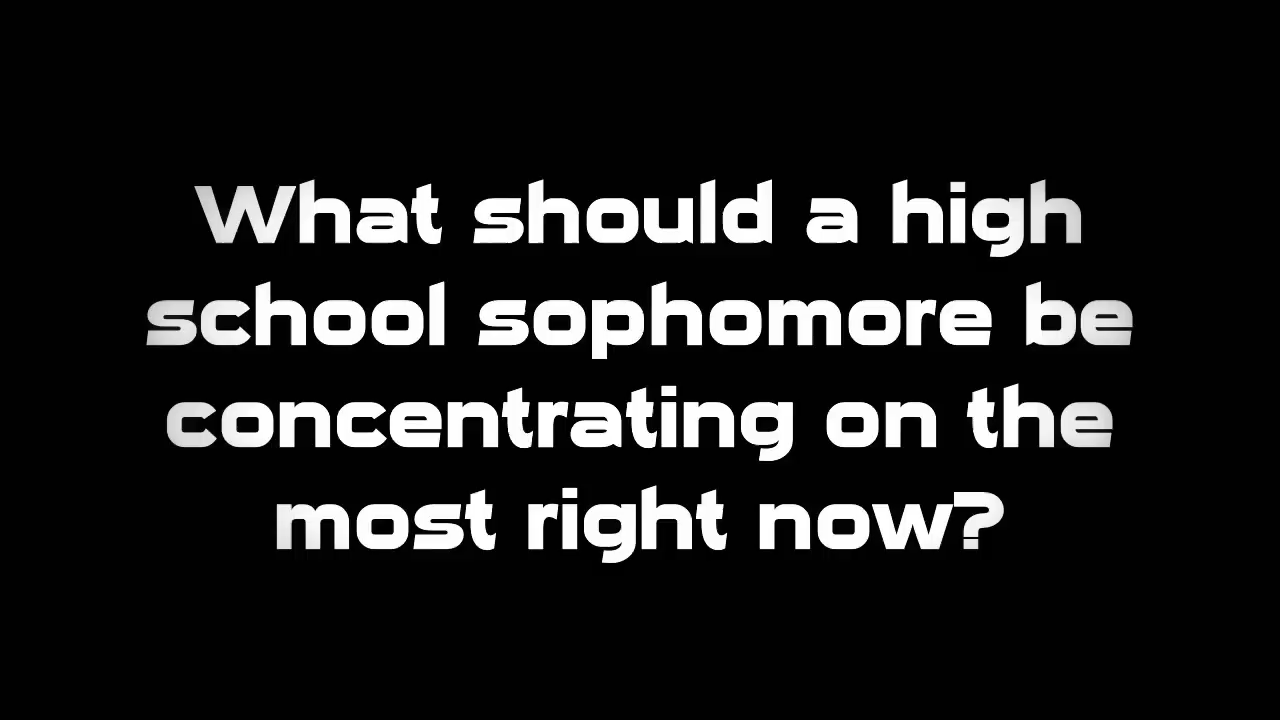 What should a high
school sophomore be
concentrating on the
most right now?